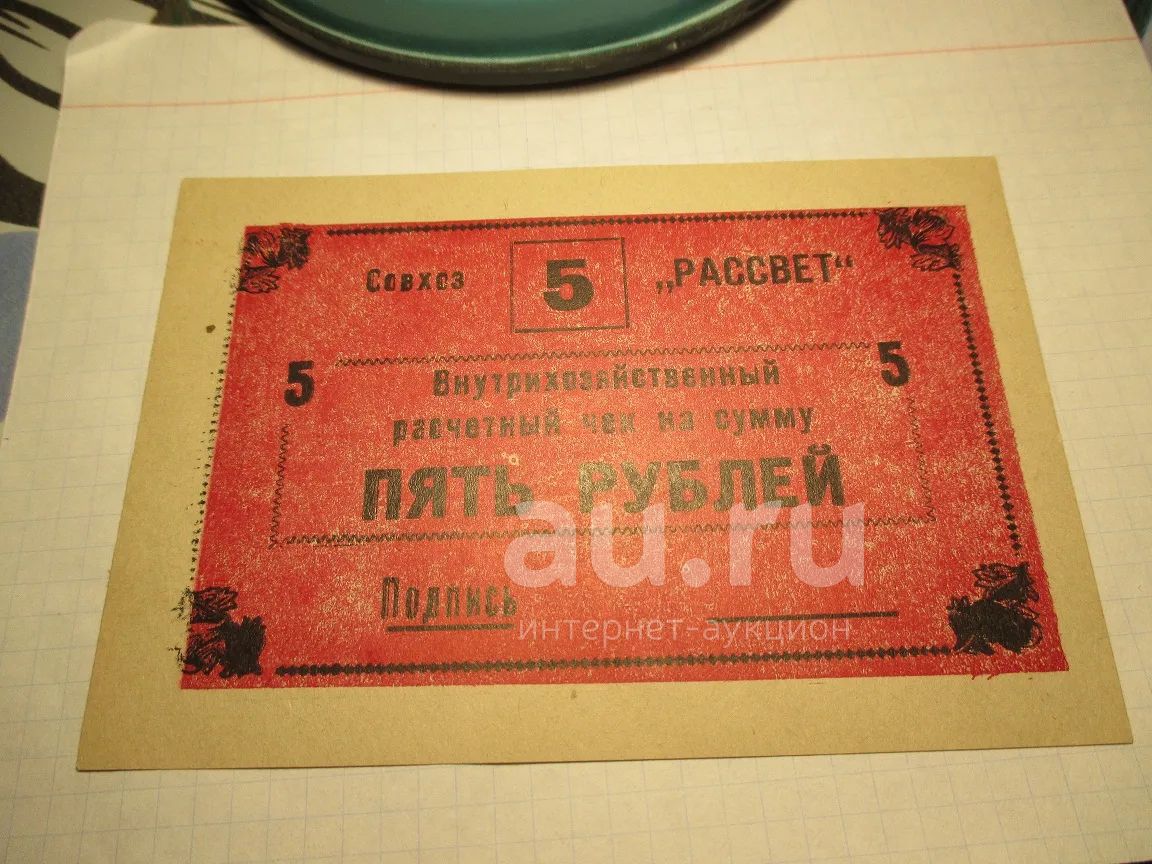 Совхоз 5 „РАССВЕТ“
5 5
Внутрихозяйственный
расчетный чек на сумму
ПЯТЬ РУБЛЕЙ
Подпись
au.ru
интернет-аукцион